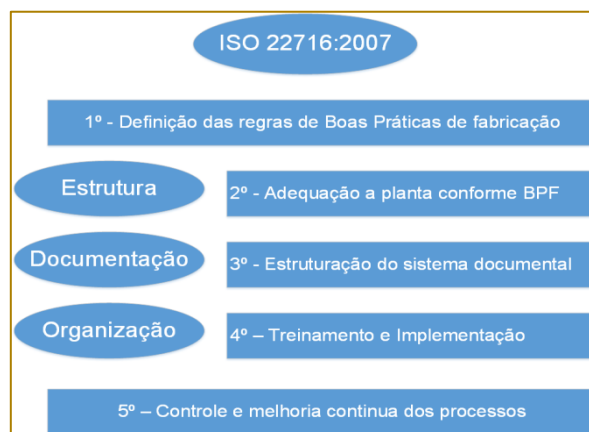 ISO 22716:2007
1º - Definição das regras de Boas Práticas de fabricação
Estrutura
2º - Adequação a planta conforme BPF
Documentação
3º - Estruturação do sistema documental
Organização
4º – Treinamento e Implementação
5º – Controle e melhoria continua dos processos